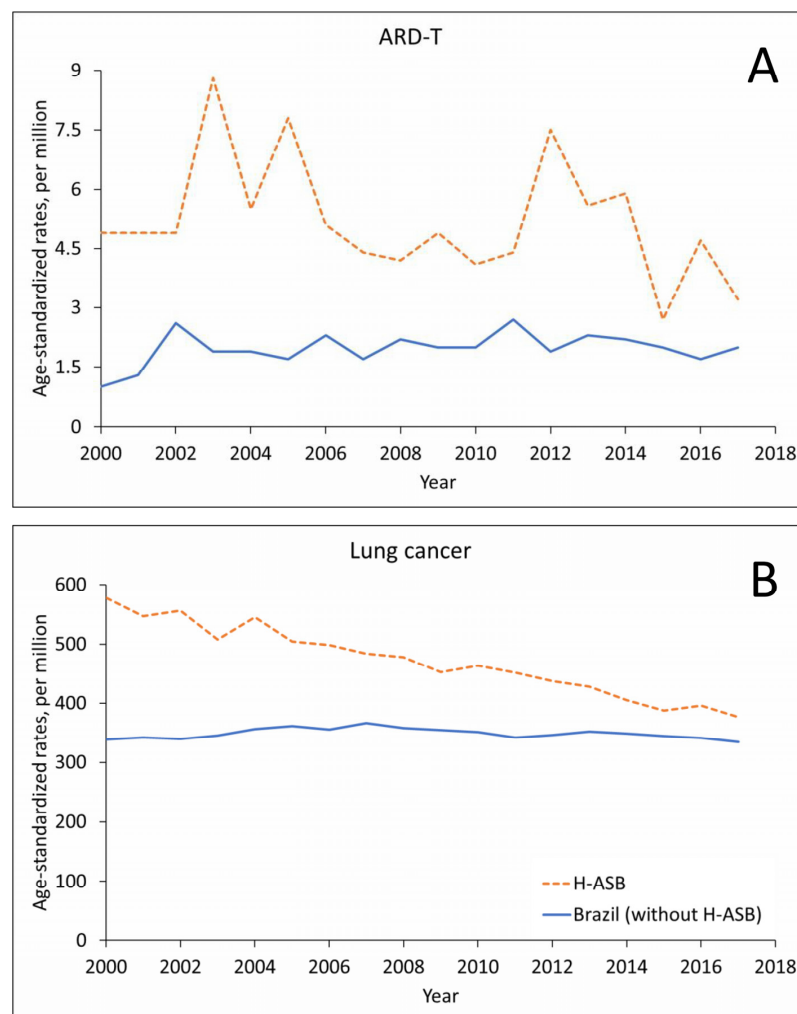 ARD-T
A
Age-standardized rates, per million
9
7.5
6
4.5
3
1.5
0
2000 2002 2004 2006 2008 2010 2012 2014 2016 2018
Year
Lung cancer
B
Age-standardized rates, per million
600
500
400
300
200
100
0
H-ASB
Brazil (without H-ASB)
2000 2002 2004 2006 2008 2010 2012 2014 2016 2018
Year